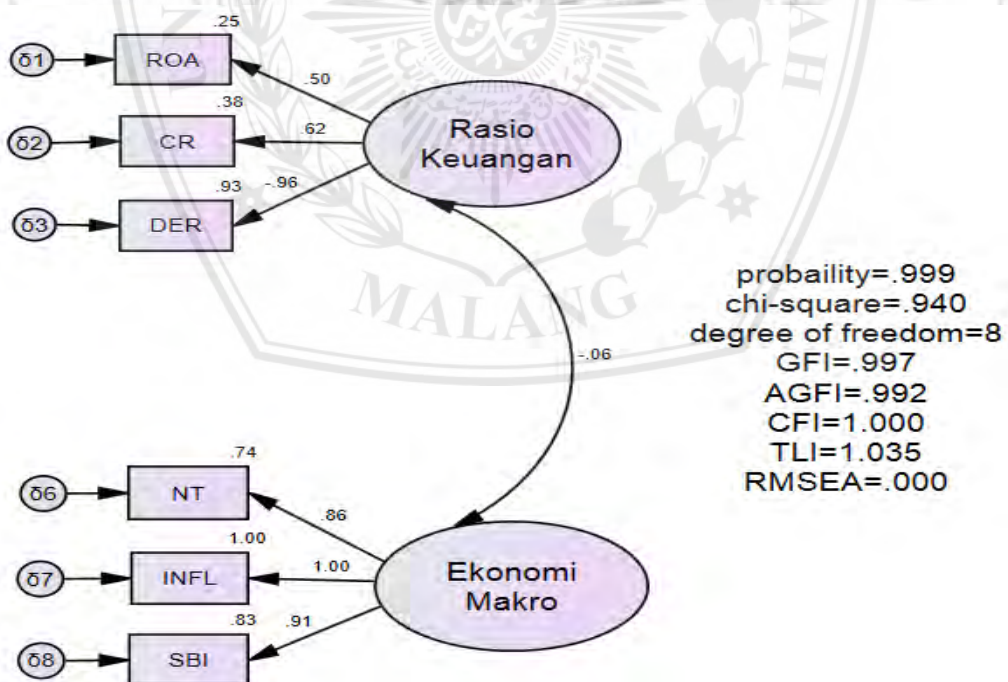 .25
δ1
ROA
.50
.38
δ2
CR
.62
Rasio
Keuangan
.93
-.96
δ3
DER
MALANG
AH
-.06
probaility=.999
chi-square=.940
degree of freedom=8
GFI=.997
AGFI=.992
CFI=1.000
TLI=1.035
RMSEA=.000
.74
δ6
NT
.86
1.00
δ7
INFL
1.00
Ekonomi
Makro
.83
.91
δ8
SBI